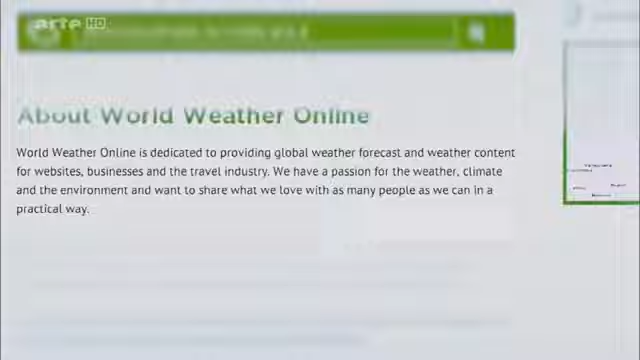 arte HD
About World Weather Online
World Weather Online is dedicated to providing global weather forecast and weather content
for websites, businesses and the travel industry. We have a passion for the weather, climate
and the environment and want to share what we love with as many people as we can in a
practical way.